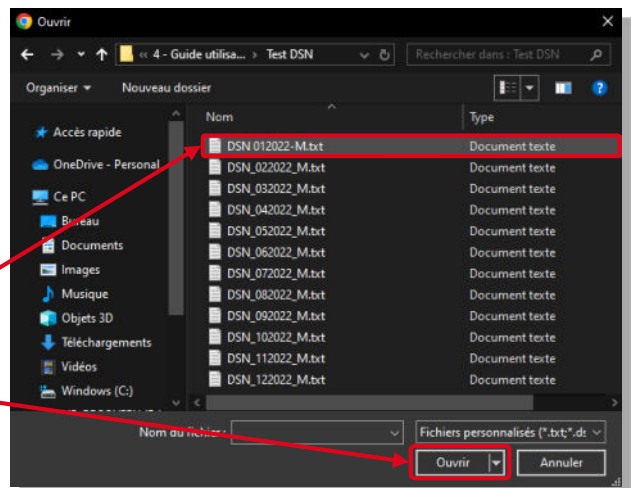 Ouvrir
« 4 - Guide utilisa... › Test DSN
Rechercher dans : Test DSN
Organiser
Nouveau dossier
Nom
Type
Accès rapide
OneDrive - Personal
Ce PC
Bureau
Documents
Images
Musique
Objets 3D
Téléchargements
Vidéos
Windows (C:)
DSN 012022-M.txt Document texte
DSN_022022_M.txt Document texte
DSN_032022_M.txt Document texte
DSN_042022_M.txt Document texte
DSN_052022_M.txt Document texte
DSN_062022_M.txt Document texte
DSN_072022_M.txt Document texte
DSN_082022_M.txt Document texte
DSN_092022_M.txt Document texte
DSN_102022_M.txt Document texte
DSN_112022_M.txt Document texte
DSN_122022_M.txt Document texte
Nom du fichier :
Fichiers personnalisés (*.txt;*.ds
Ouvrir
Annuler